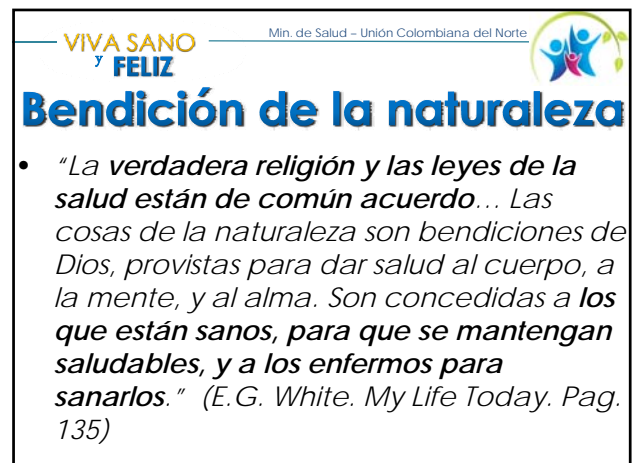 VIVA SANO
y FELIZ
Min. de Salud – Unión Colombiana del Norte
Bendición de la naturaleza
• “La verdadera religión y las leyes de la
salud están de común acuerdo… Las
cosas de la naturaleza son bendiciones de
Dios, provistas para dar salud al cuerpo, a
la mente, y al alma. Son concedidas a los
que están sanos, para que se mantengan
saludables, y a los enfermos para
sanarlos.” (E.G. White. My Life Today. Pag.
135)